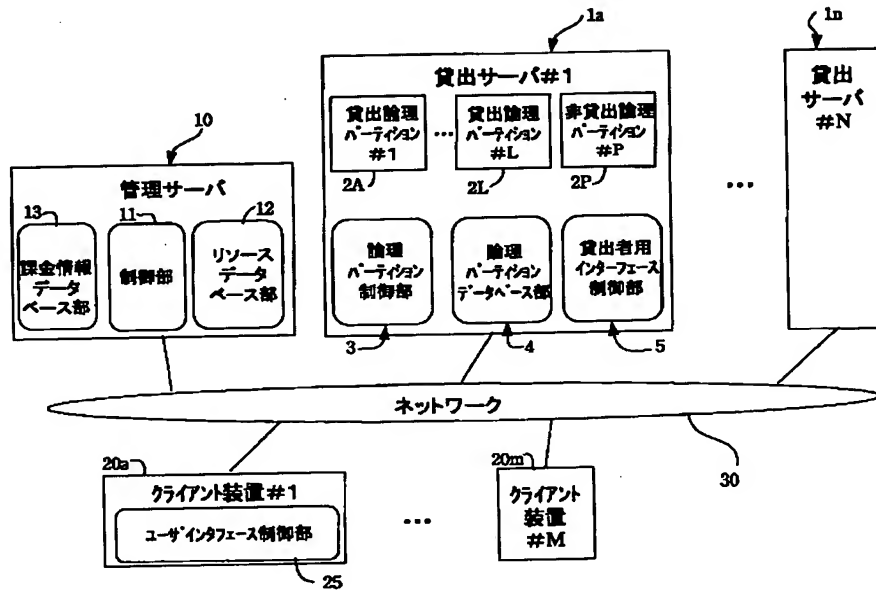 1a
1n
貸出サーバ#1
貸出
サーバ
#N
貸出論理
パーティション
#1
…
貸出論理
パーティション
#L
非貸出論理
パーティション
#P
2A
2L
2P
…
10
管理サーバ
13
11
12
課金情報
データ
ベース部
制御部
リソース
データ
ベース部
論理
パーティション
制御部
論理
パーティション
データベース部
貸出者用
インターフェース
制御部
3
4
5
ネットワーク
30
20a
クライアント装置#1
ユーザインタフェース制御部
25
…
20m
クライアント
装置
#M